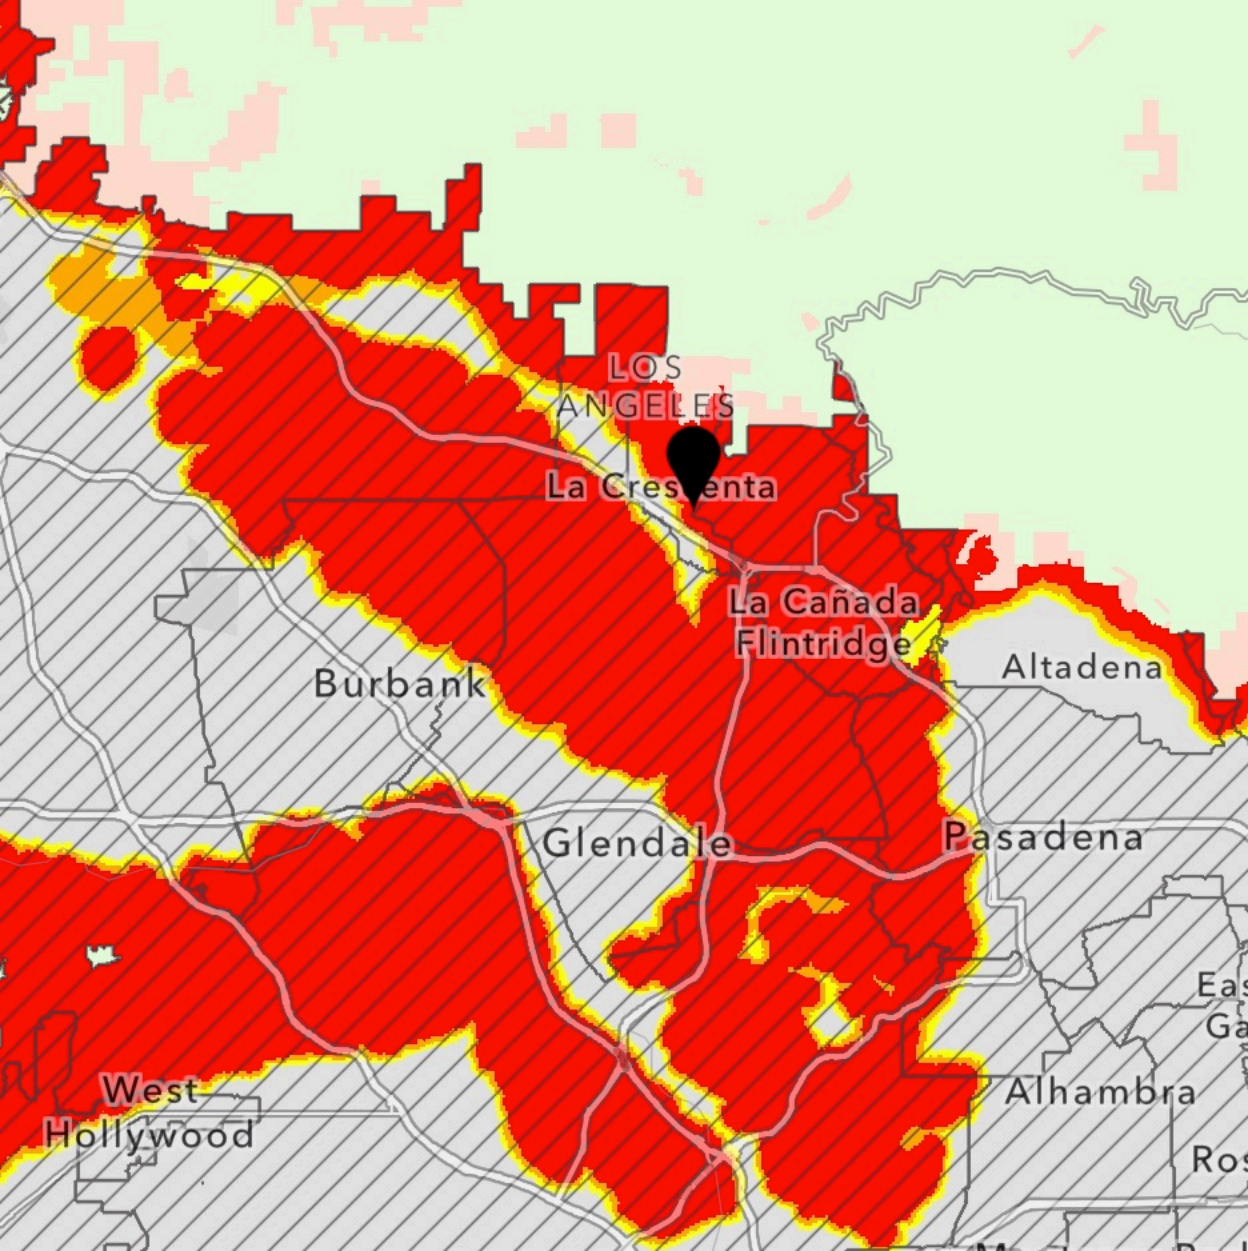 LOS
ANGELES
La Crescenta
La Cañada
Flintridge
Altadena
Burbank
Glendale
Pasadena
West
Hollywood
Alhambra